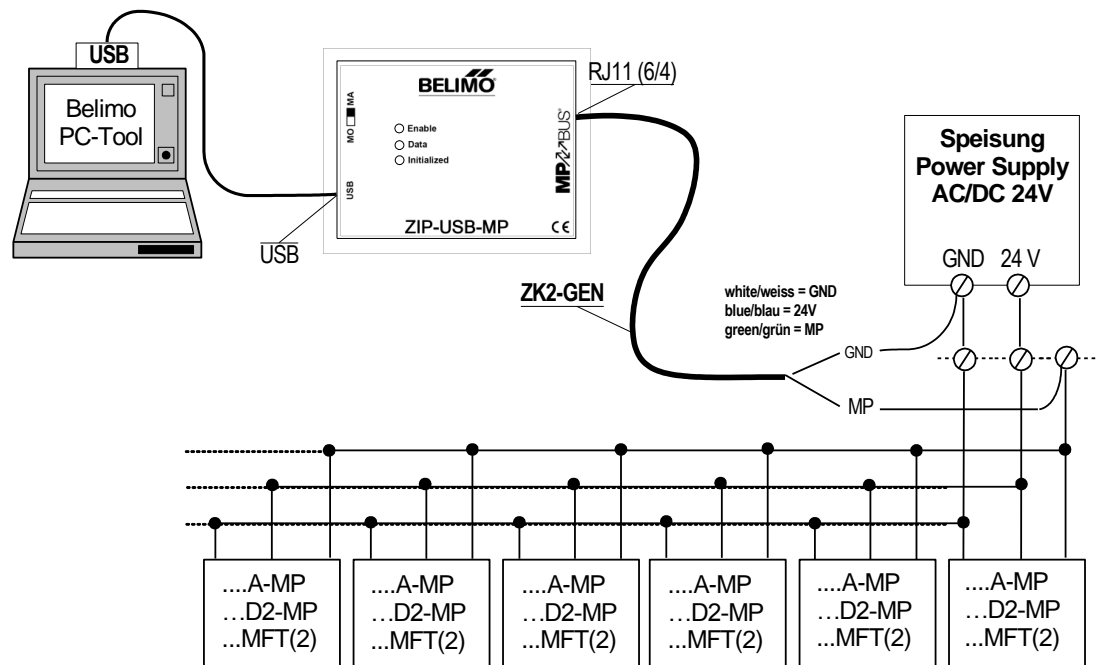 USB
Belimo
PC-Tool
BELIMO
MO MA
Enable
Data
Initialized
USB
MP BUS®
ZIP-USB-MP
CE
RJ11 (6/4)
USB
ZK2-GEN
white/weiss = GND
blue/blau = 24V
green/grün = MP
Speisung
Power Supply
AC/DC 24V
GND 24 V
GND
MP
....A-MP
...D2-MP
...MFT(2)
....A-MP
...D2-MP
...MFT(2)
....A-MP
...D2-MP
...MFT(2)
....A-MP
...D2-MP
...MFT(2)
....A-MP
...D2-MP
...MFT(2)
....A-MP
...D2-MP
...MFT(2)